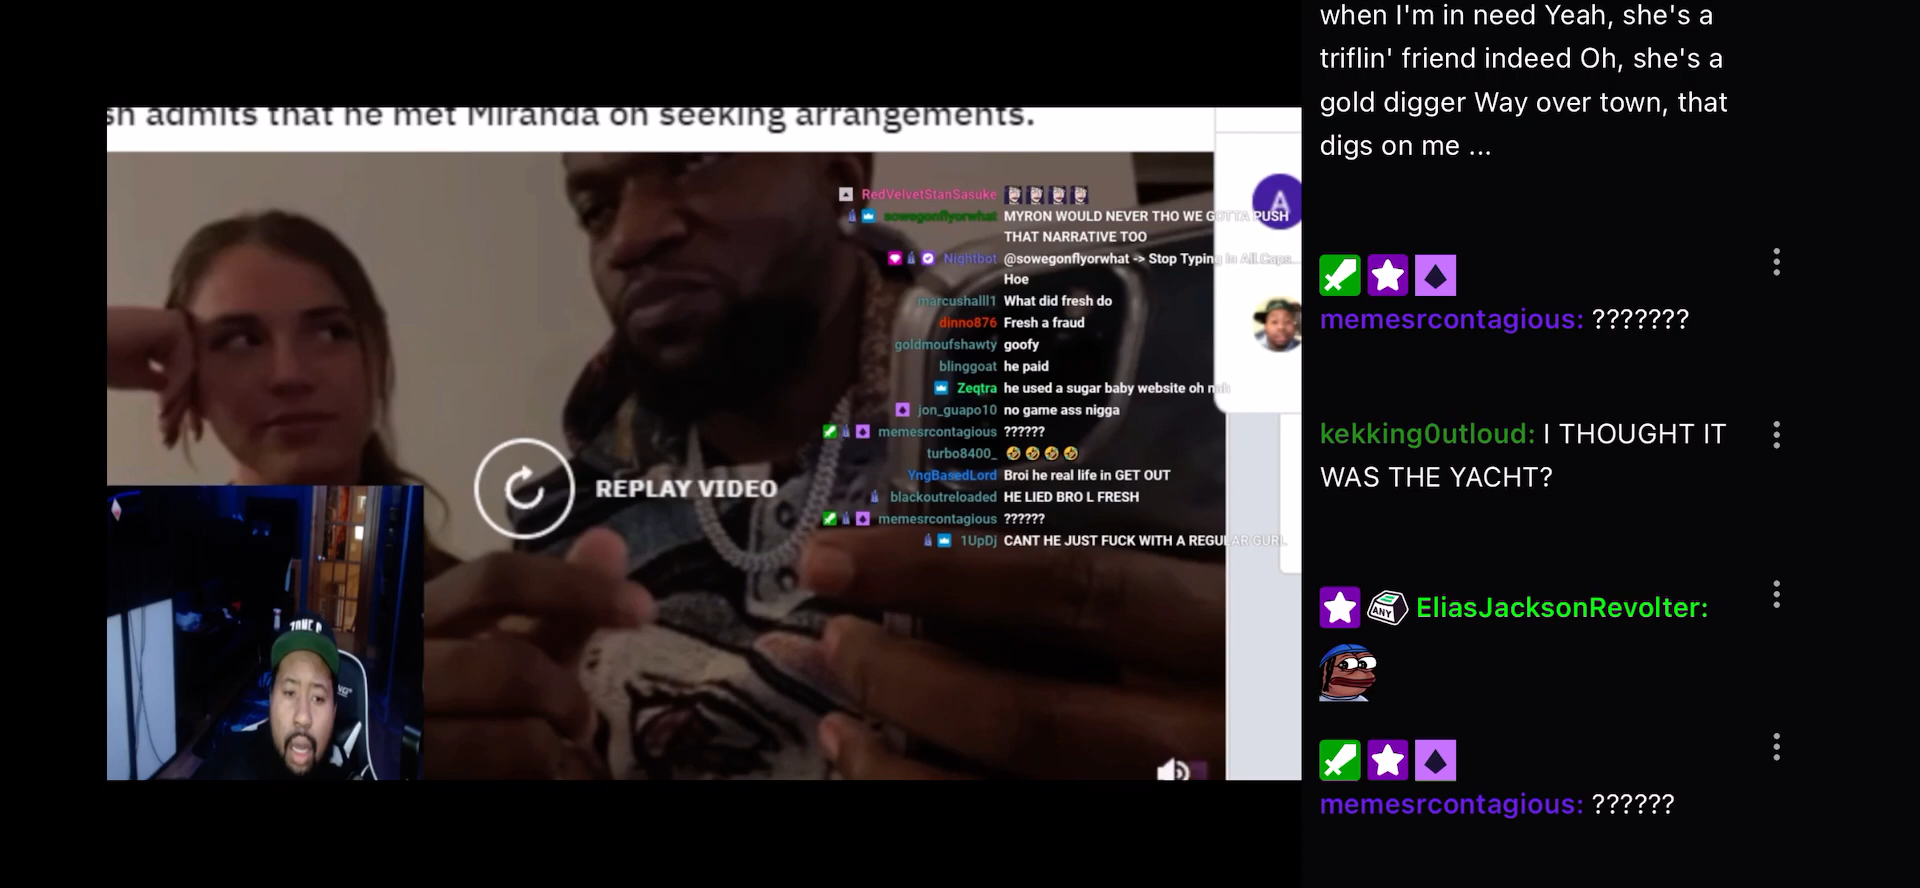 sh admits that he met Miranda on seeking arrangements.
RedVelvetStanSasuke
sowegonflyorwhat MYRON WOULD NEVER THO WE GOTTA PUSH
THAT NARRATIVE TOO
Nightbot @sowegonflyorwhat -> Stop Typing In All Caps...
Hoe
marcushalll1 What did fresh do
dinno876 Fresh a fraud
goldmoufshawty goofy
blinggoat he paid
Zeqtra he used a sugar baby website oh nah
jon_guapo10 no game ass nigga
memesrcontagious ??????
turbo8400_
YngBasedLord Broi he real life in GET OUT
blackoutreloaded HE LIED BRO L FRESH
memesrcontagious ??????
1UpDj CANT HE JUST FUCK WITH A REGULAR GURL
REPLAY VIDEO
A
ZONE 6
when I'm in need Yeah, she's a
triflin' friend indeed Oh, she's a
gold digger Way over town, that
digs on me ...
memesrcontagious: ???????
kekking0utloud: I THOUGHT IT
WAS THE YACHT?
ANY EliasJacksonRevolter:
memesrcontagious: ??????